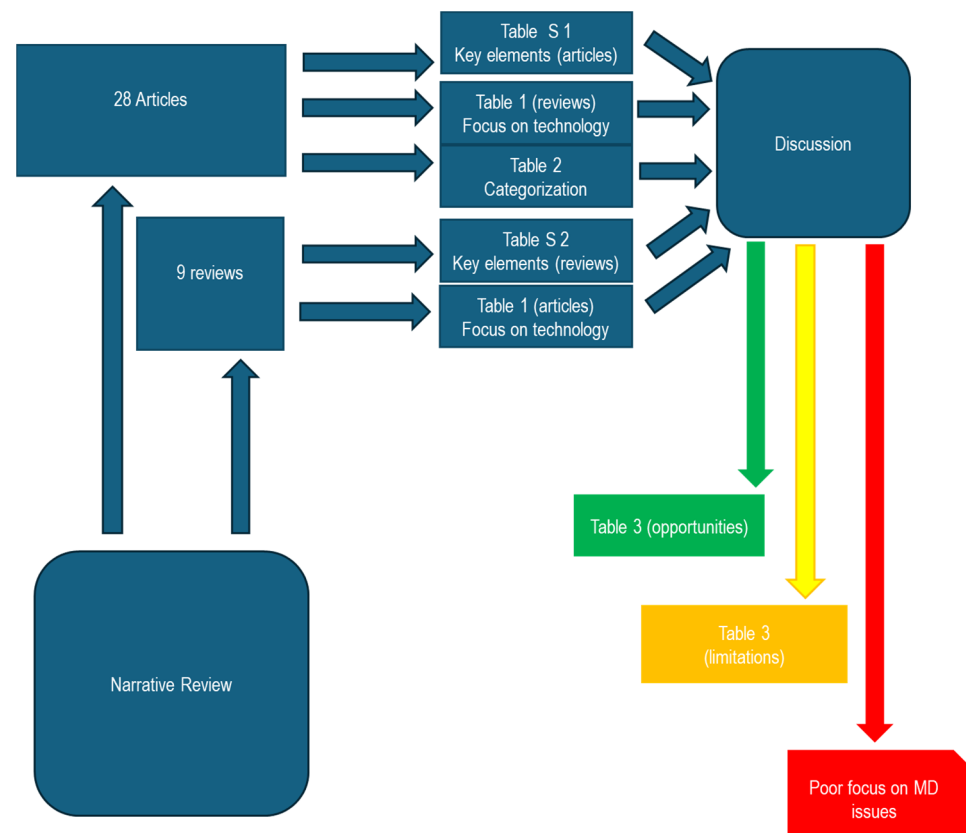 Table S 1
Key elements (articles)
28 Articles
Table 1 (reviews)
Focus on technology
Discussion
Table 2
Categorization
9 reviews
Table S 2
Key elements (reviews)
Table 1 (articles)
Focus on technology
Table 3 (opportunities)
Table 3
(limitations)
Narrative Review
Poor focus on MD
issues